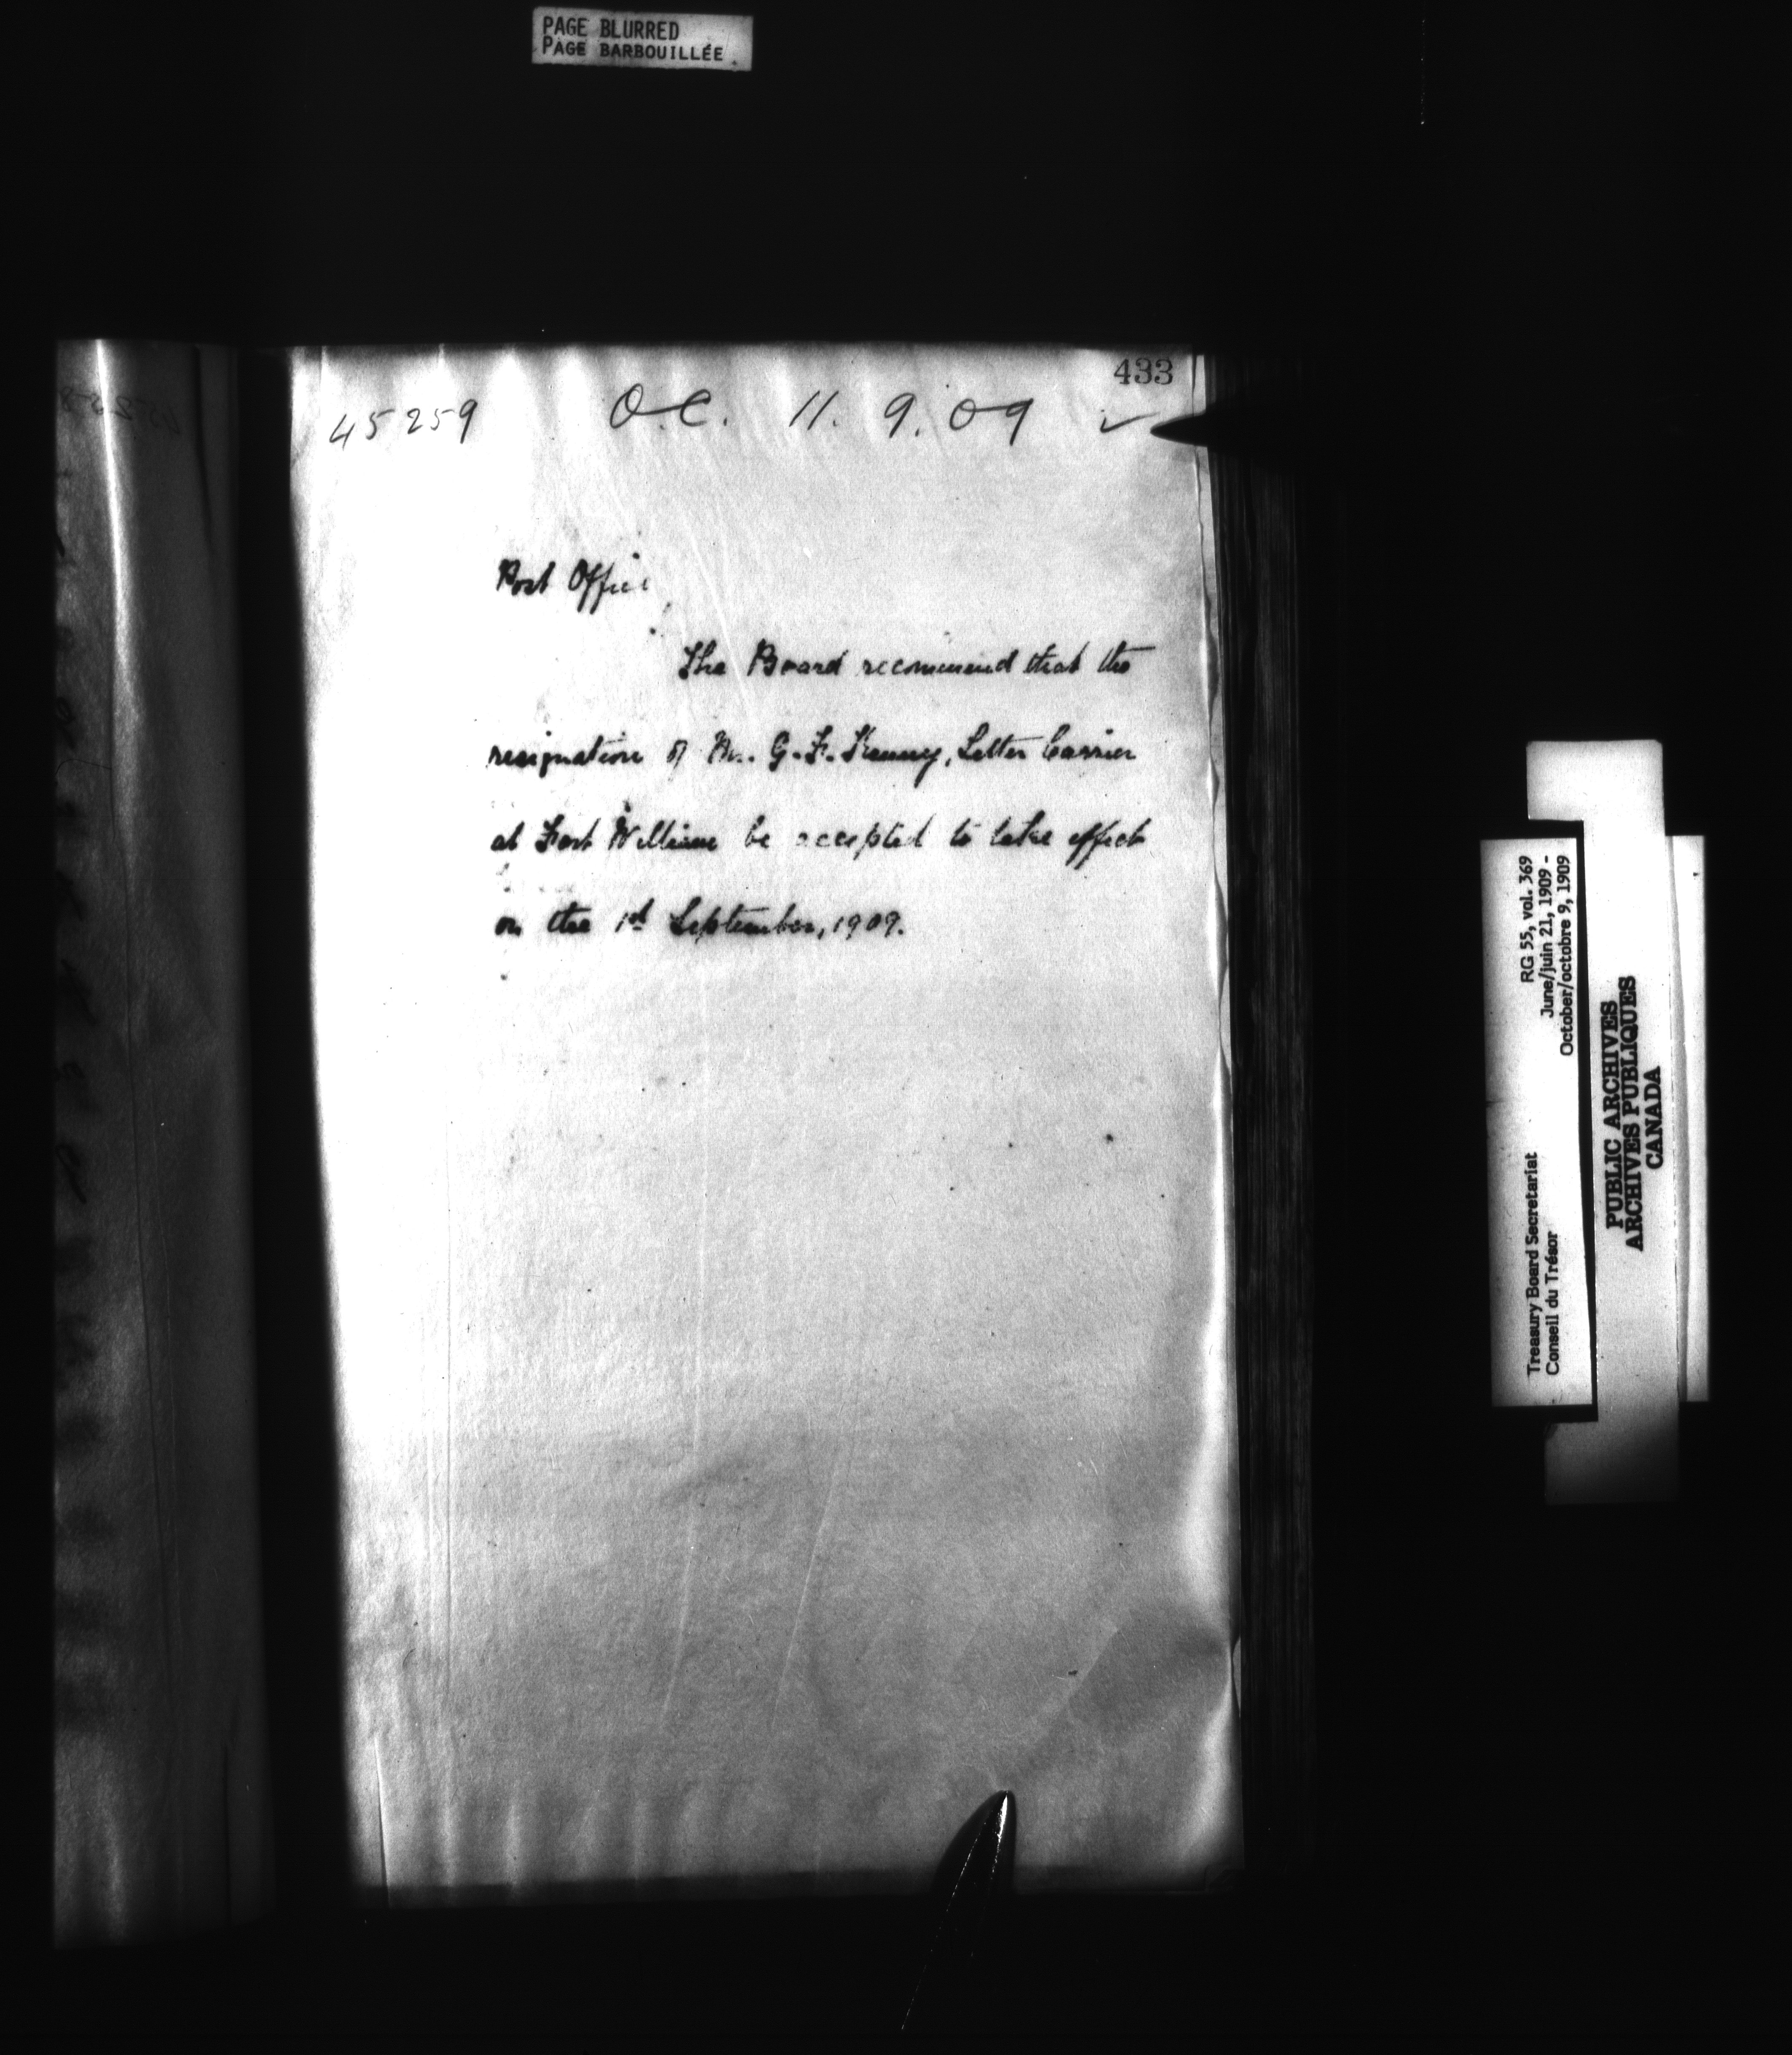 PAGE BLURRED
PAGE BARBOUILLÉE
433
45259 O.C. 11.9.09
Post Office
The Board recommend that the
resignation of Mr. G. F. Letter Carrier
at Fort William be accepted to take effect
on the 1st September, 1909.
RG 55, vol. 369
June/juin 21, 1909 -
October/octobre 9, 1909
Treasury Board Secretariat
Conseil du Trésor
PUBLIC ARCHIVES
ARCHIVES PUBLIQUES
CANADA